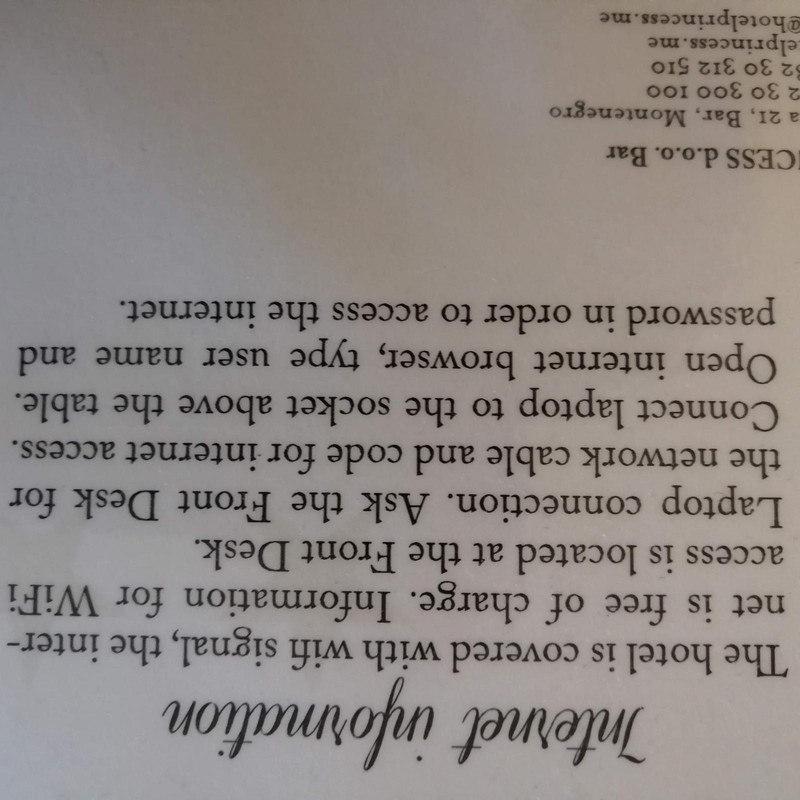 Internet information
The hotel is covered with wifi signal, the inter-
net is free of charge. Information for WiFi
access is located at the Front Desk.
Laptop connection. Ask the Front Desk for
the network cable and code for internet access.
Connect laptop to the socket above the table.
Open internet browser, type user name and
password in order to access the internet.
CESS d.o.o. Bar
a 21, Bar, Montenegro
2 30 300 100
82 30 312 510
elprincess.me
@hotelprincess.me